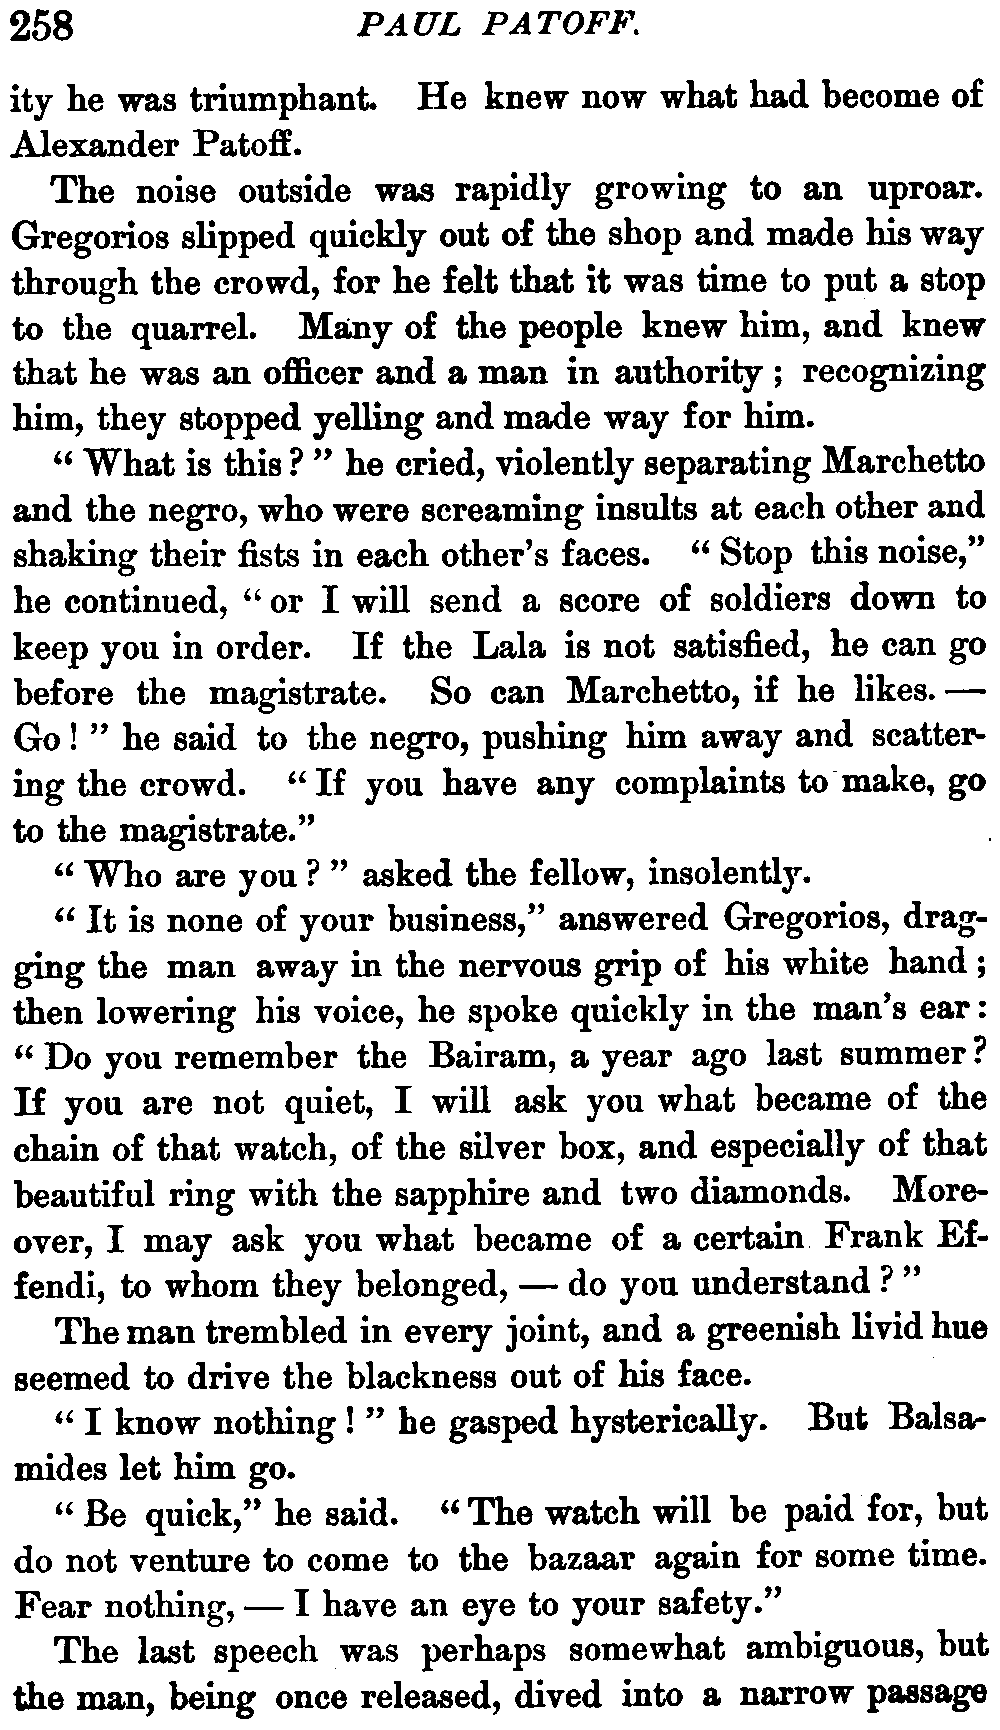 258 PAUL PATOFF.
ity he was triumphant. He knew now what had become of
Alexander Patoff.
The noise outside was rapidly growing to an uproar.
Gregorios slipped quickly out of the shop and made his way
through the crowd, for he felt that it was time to put a stop
to the quarrel. Many of the people knew him, and knew
that he was an officer and a man in authority ; recognizing
him, they stopped yelling and made way for him.
“ What is this ? ” he cried, violently separating Marchetto
and the negro, who were screaming insults at each other and
shaking their fists in each other's faces. “ Stop this noise,”
he continued, “ or I will send a score of soldiers down to
keep you in order. If the Lala is not satisfied, he can go
before the magistrate. So can Marchetto, if he likes. —
Go ! ” he said to the negro, pushing him away and scatter-
ing the crowd. “ If you have any complaints to make, go
to the magistrate.”
“ Who are you ? ” asked the fellow, insolently.
“ It is none of your business,” answered Gregorios, drag-
ging the man away in the nervous grip of his white hand ;
then lowering his voice, he spoke quickly in the man's ear :
“ Do you remember the Bairam, a year ago last summer ?
If you are not quiet, I will ask you what became of the
chain of that watch, of the silver box, and especially of that
beautiful ring with the sapphire and two diamonds. More-
over, I may ask you what became of a certain Frank Ef-
fendi, to whom they belonged, — do you understand ? ”
The man trembled in every joint, and a greenish livid hue
seemed to drive the blackness out of his face.
“ I know nothing ! ” he gasped hysterically. But Balsa-
mides let him go.
“ Be quick,” he said. “ The watch will be paid for, but
do not venture to come to the bazaar again for some time.
Fear nothing, — I have an eye to your safety.”
The last speech was perhaps somewhat ambiguous, but
the man, being once released, dived into a narrow passage